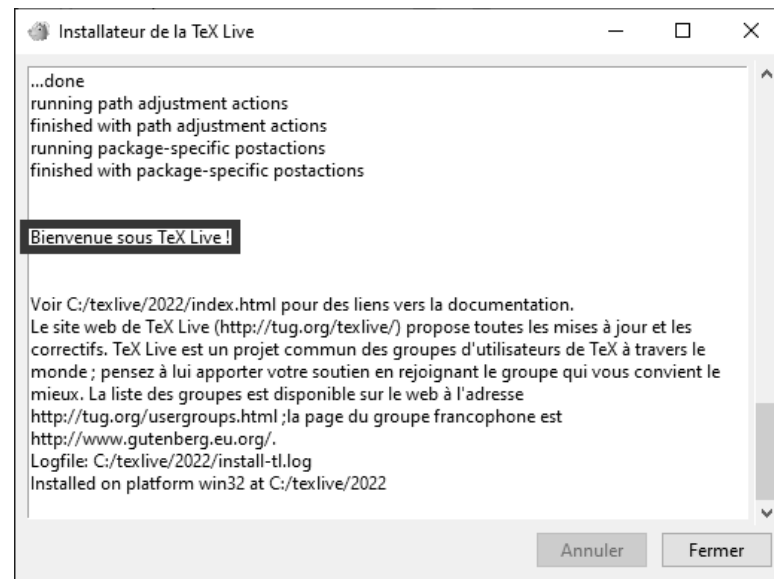 Installateur de la TeX Live
...done
running path adjustment actions
finished with path adjustment actions
running package-specific postactions
finished with package-specific postactions
Bienvenue sous TeX Live !
Voir C:/texlive/2022/index.html pour des liens vers la documentation.
Le site web de TeX Live (http://tug.org/texlive/) propose toutes les mises à jour et les
correctifs. TeX Live est un projet commun des groupes d'utilisateurs de TeX à travers le
monde ; pensez à lui apporter votre soutien en rejoignant le groupe qui vous convient le
mieux. La liste des groupes est disponible sur le web à l'adresse
http://tug.org/usergroups.html ;la page du groupe francophone est
http://www.gutenberg.eu.org/.
Logfile: C:/texlive/2022/install-tl.log
Installed on platform win32 at C:/texlive/2022
Annuler Fermer